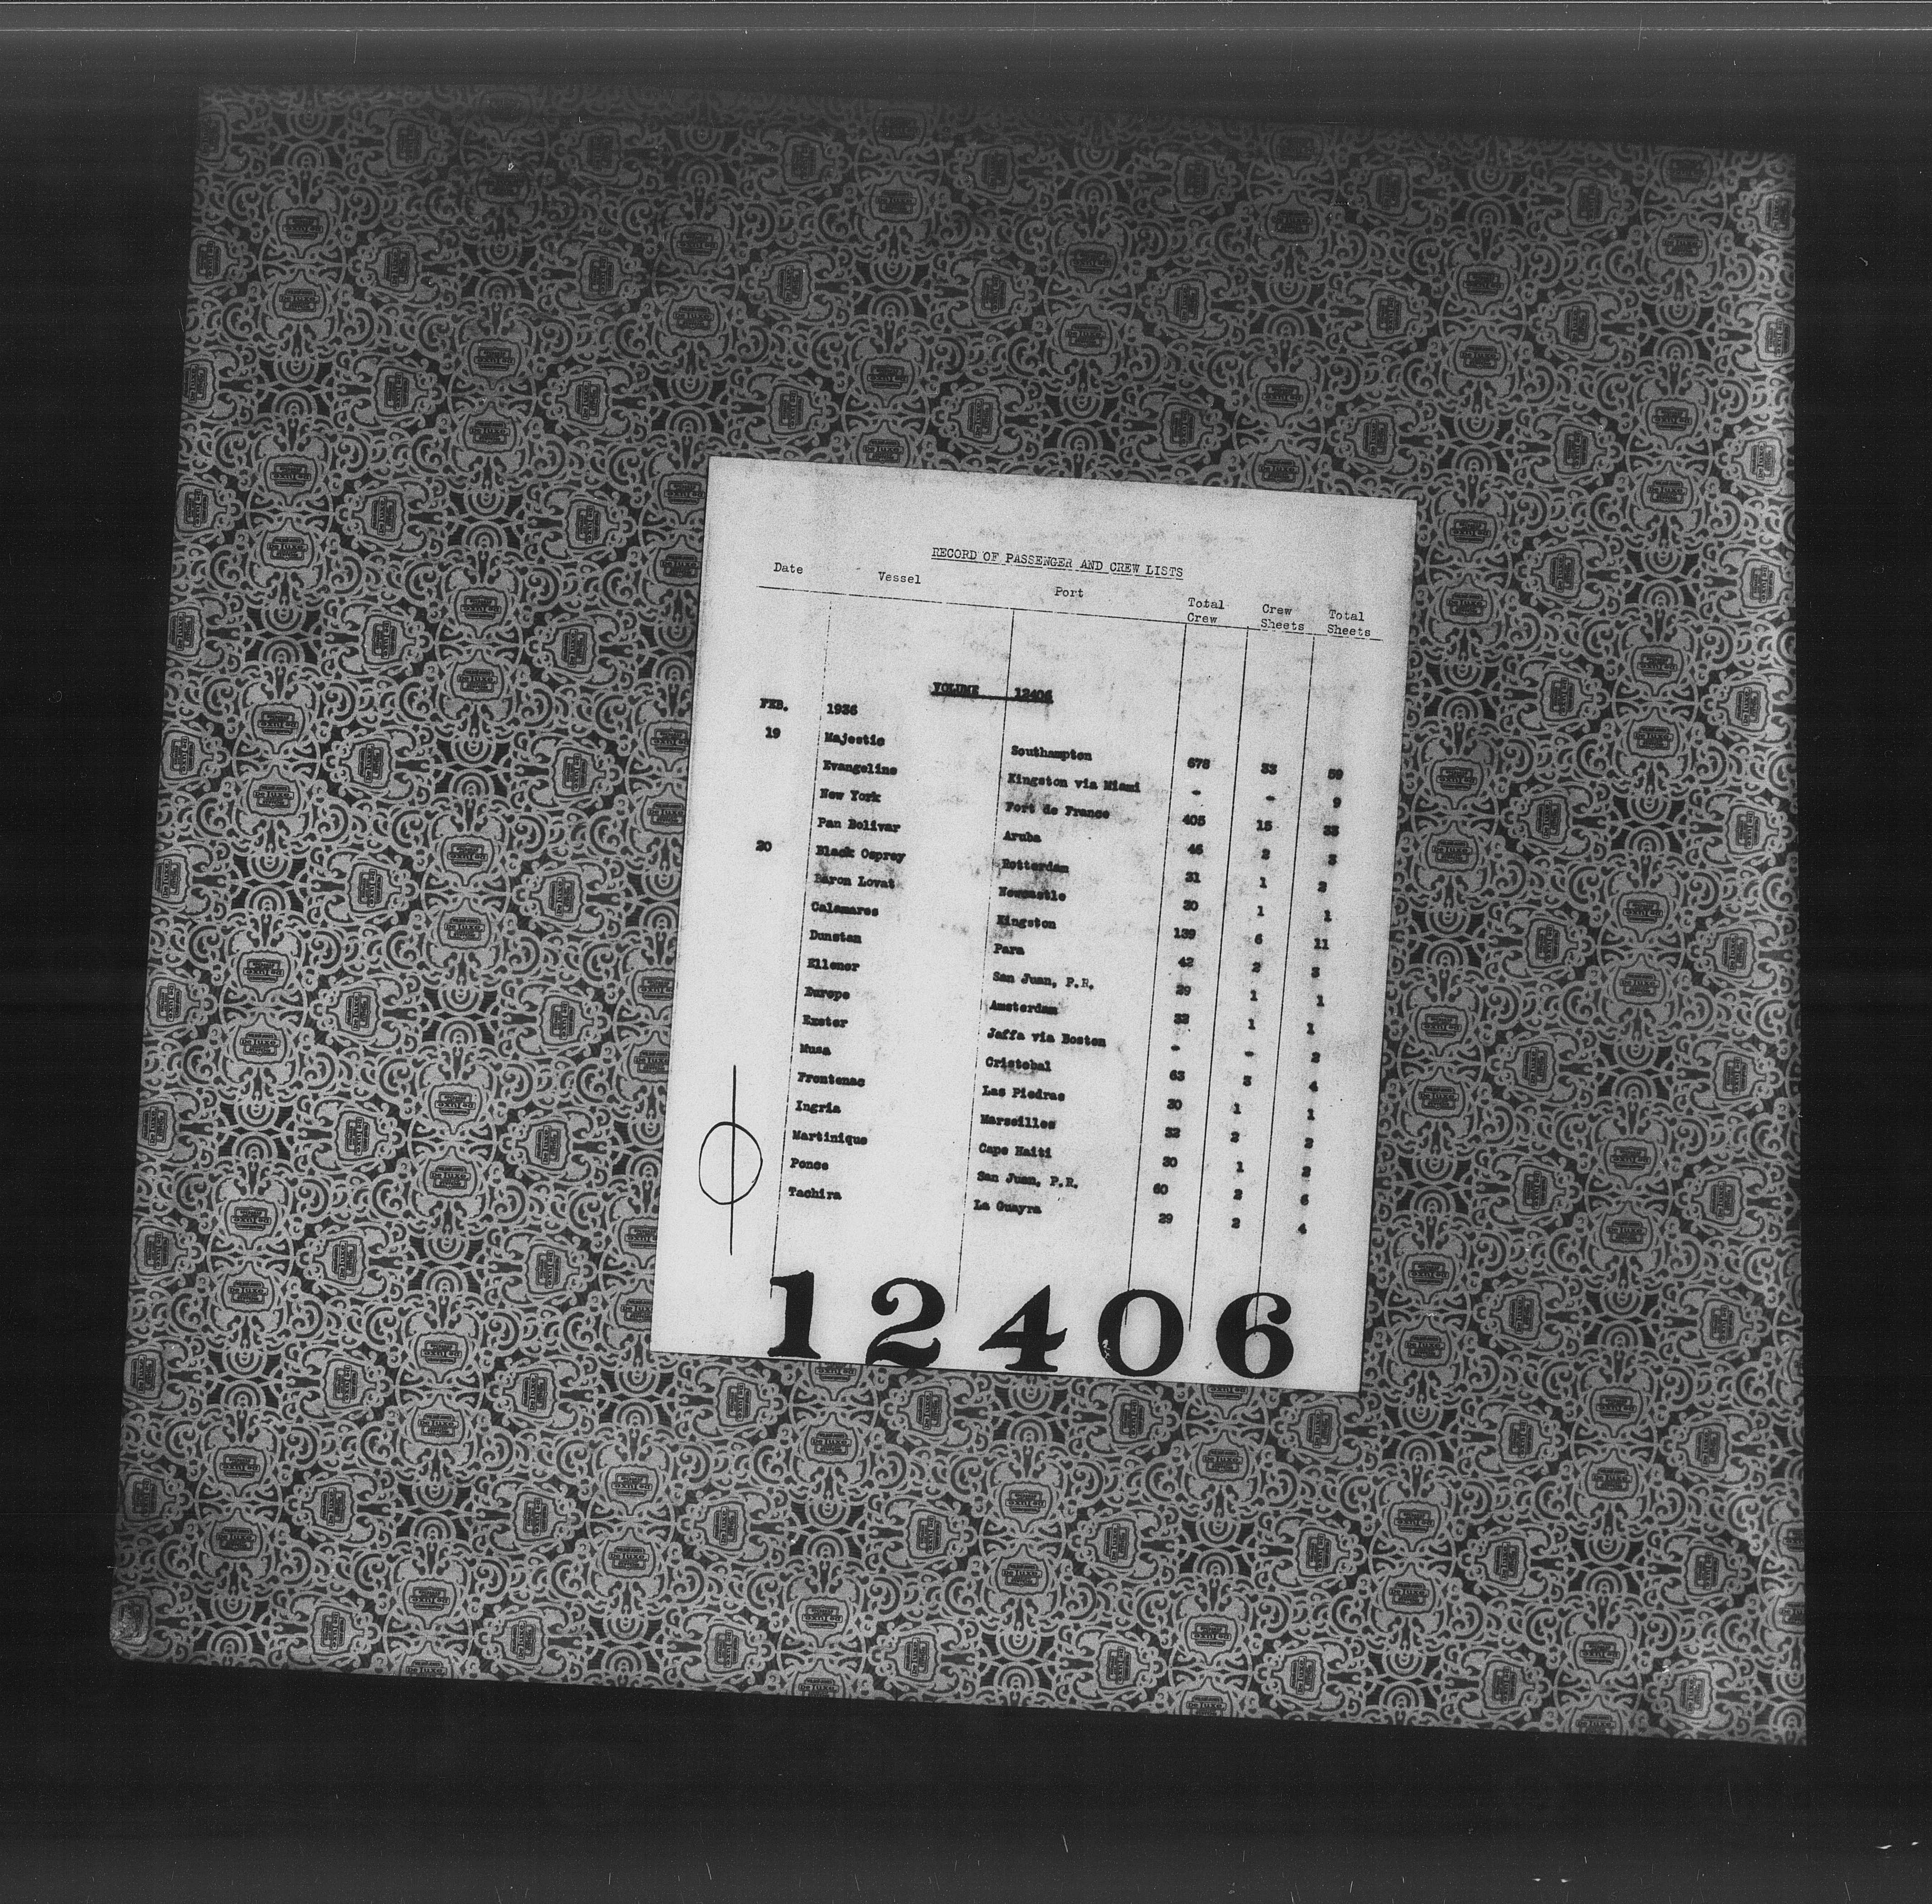 RECORD OF PASSENGER AND CREW LISTS
Date Vessel Port Total Crew Crew Sheets Total Sheets
VOLUME 12406
FEB. 1936
19 Majestic Southampton 678 33 59
Evangeline Kingston via Miami - - 9
New York Fort de France 405 15 33
Pan Bolivar Aruba 46 2 3
20 Black Osprey Rotterdam 31 1 2
Baron Lovat Newcastle 30 1 1
Calamares Kingston 139 6 11
Dunstan Para 42 2 3
Ellenor San Juan, P.R. 29 1 1
Europe Amsterdam 33 1 1
Exeter Jaffa via Boston - - 2
Musa Cristobal 63 3 4
Frontenac Las Piedras 30 1 1
Ingria Marseilles 32 2 2
Martinique Cape Haiti 30 1 2
Ponce San Juan, P.R. 60 2 6
Tachira La Guayra 29 2 4
12406
De Luxe